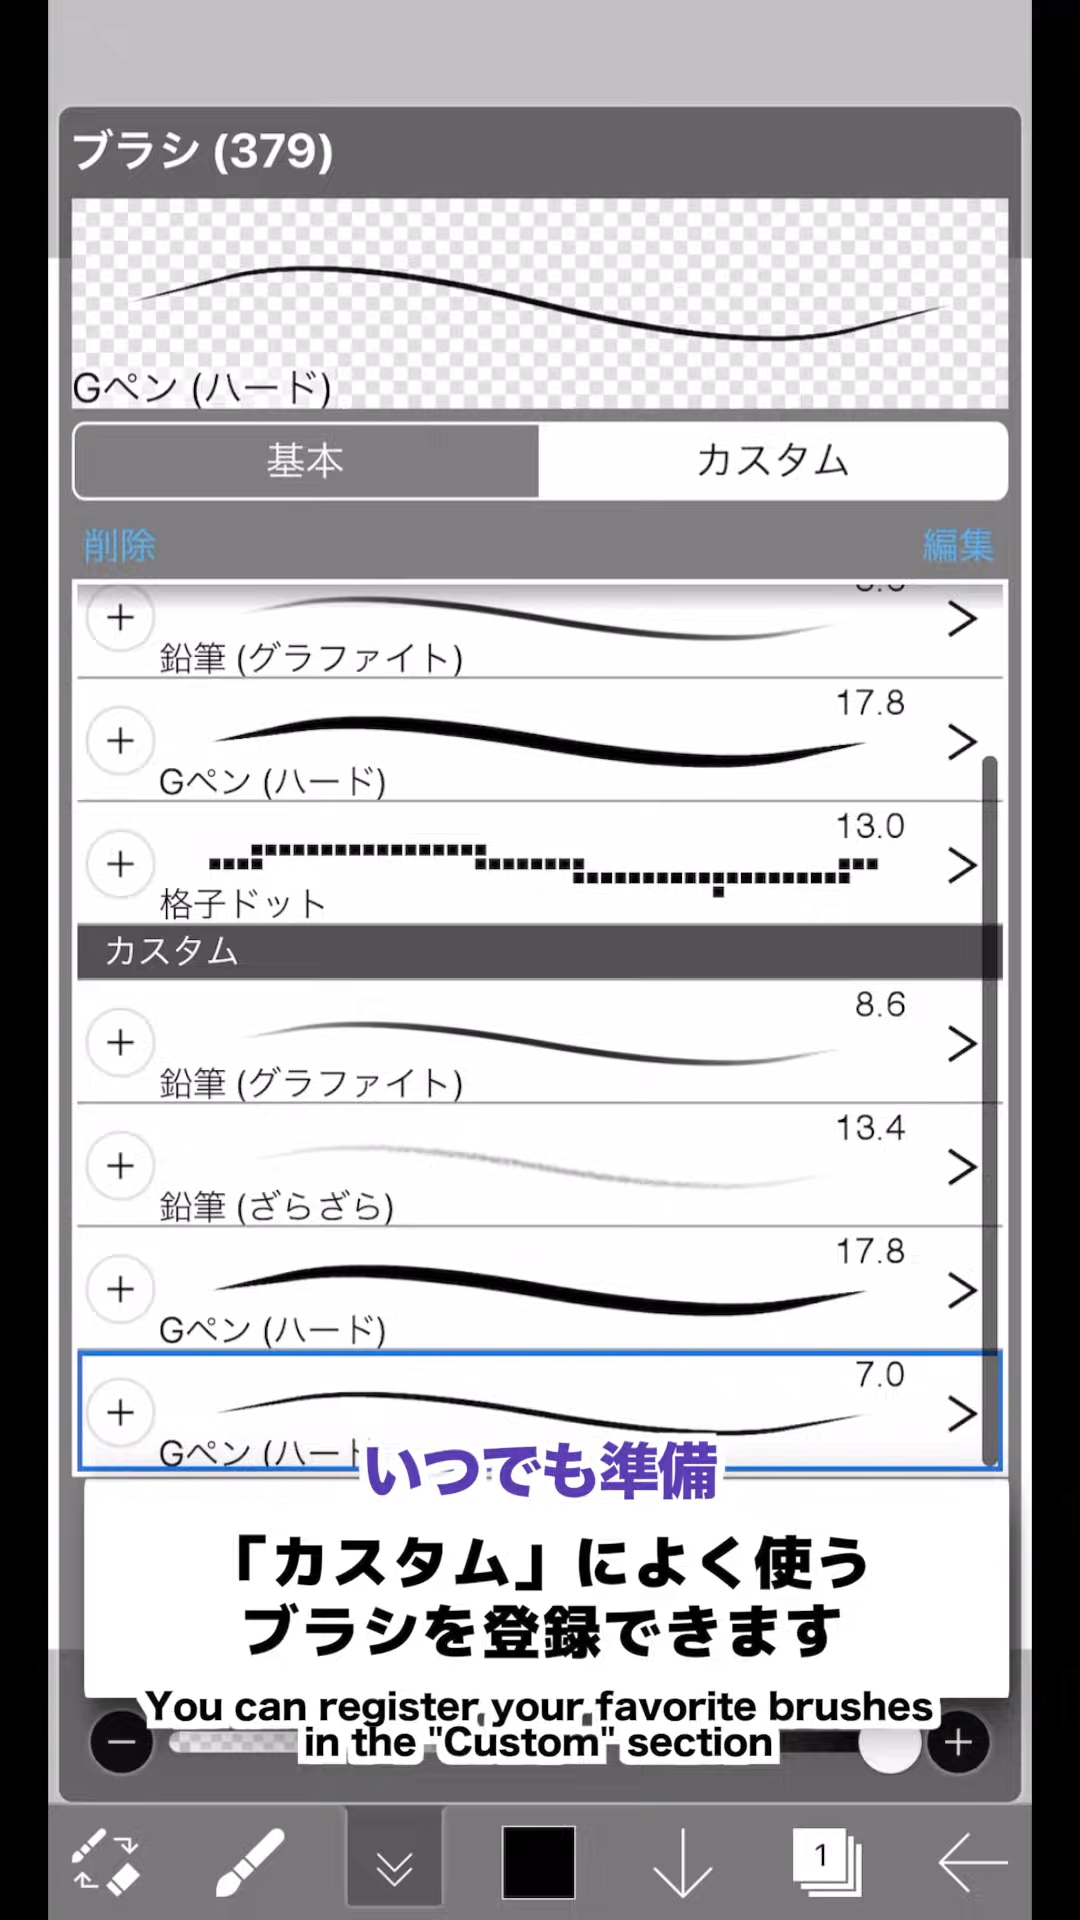 ブラシ (379)
Gペン (ハード)
基本
カスタム
削除
編集
鉛筆 (グラファイト)
17.8
Gペン (ハード)
13.0
格子ドット
カスタム
8.6
鉛筆 (グラファイト)
13.4
鉛筆 (ざらざら)
17.8
Gペン (ハード)
7.0
Gペン (ハー
いつでも準備
「カスタム」によく使う
ブラシを登録できます
You can register your favorite brushes
in the "Custom" section
1